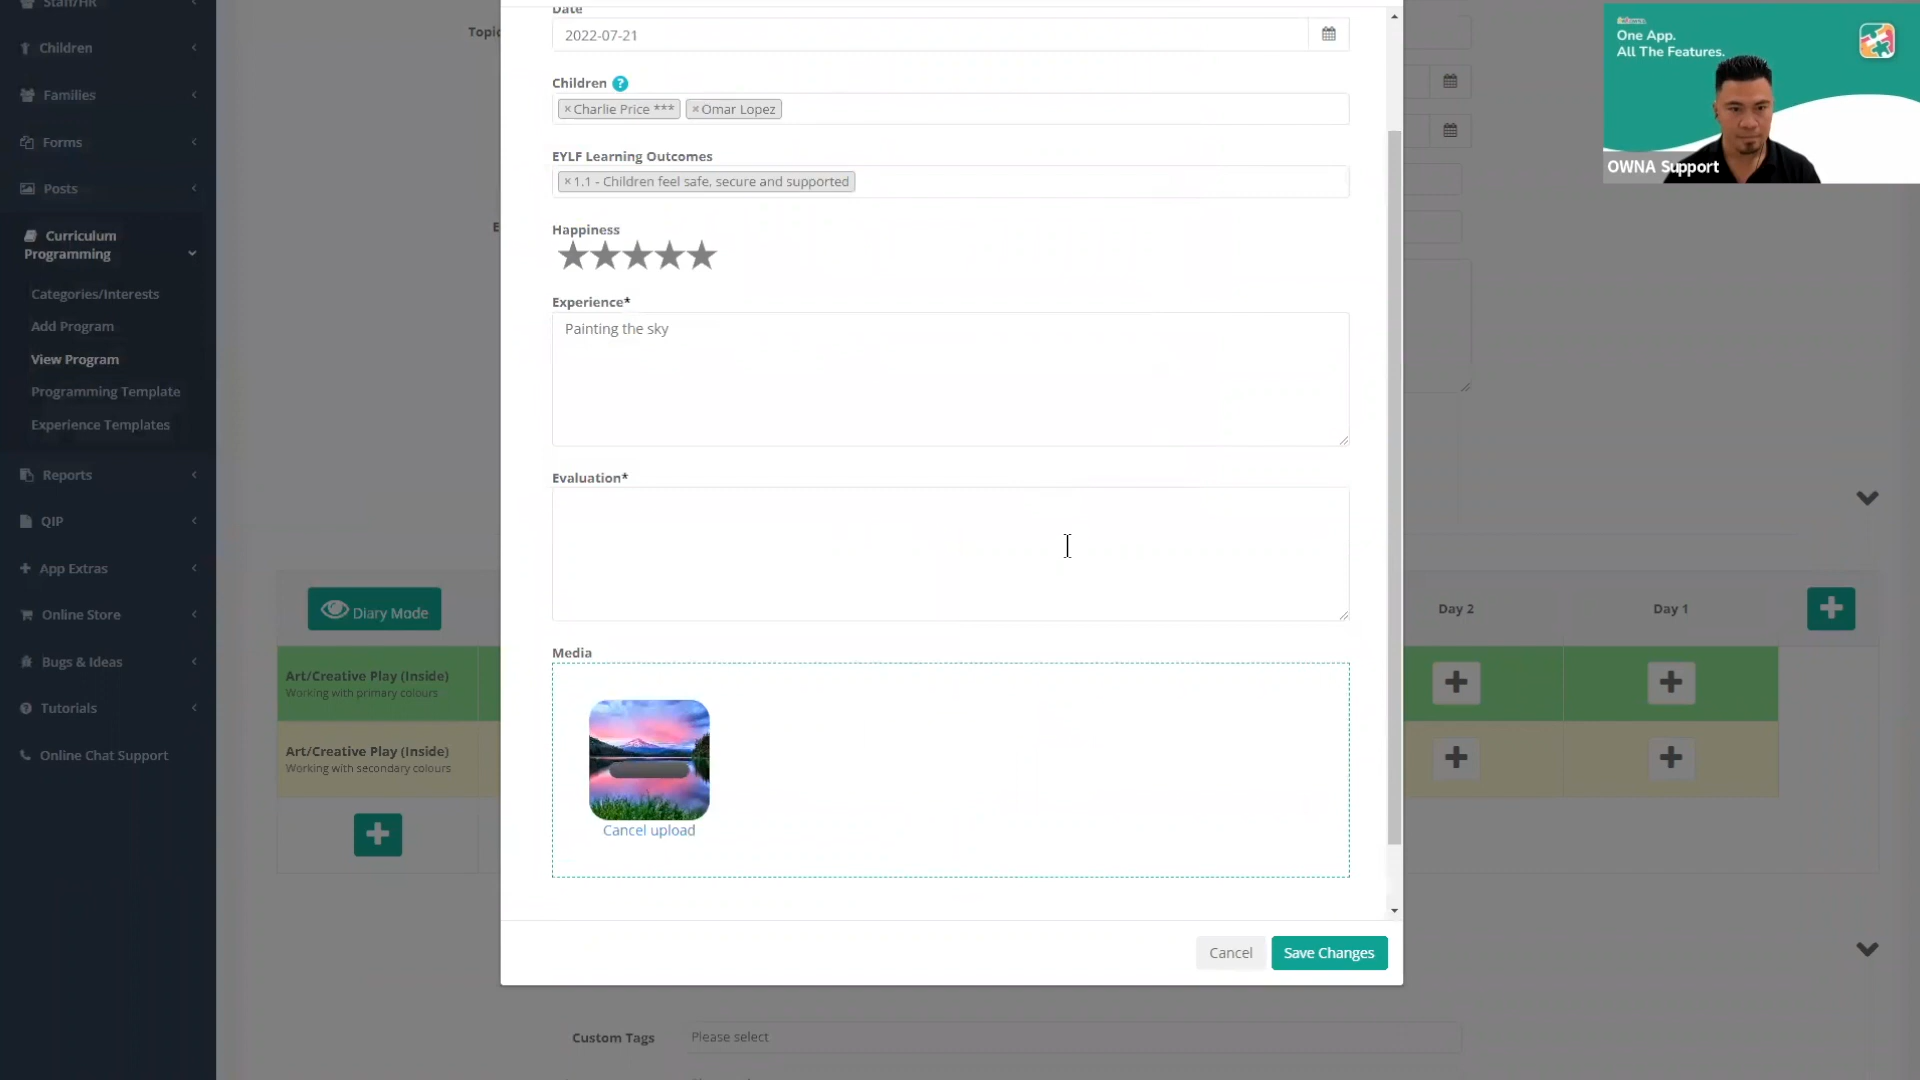 Staff/HR
Children
Families
Forms
Posts
Curriculum
Programming
Categories/Interests
Add Program
View Program
Programming Template
Experience Templates
Reports
QIP
App Extras
Online Store
Bugs & Ideas
Tutorials
Online Chat Support
Topic
E
Date
2022-07-21
Children ?
×Charlie Price *** ×Omar Lopez
EYLF Learning Outcomes
×1.1 - Children feel safe, secure and supported
Happiness
Experience*
Painting the sky
Evaluation*
Media
Cancel upload
Cancel Save Changes
Diary Mode
Day 2 Day 1
Art/Creative Play (Inside)
Working with primary colours
Art/Creative Play (Inside)
Working with secondary colours
Custom Tags Please select
OWNA
One App.
All The Features.
OWNA Support